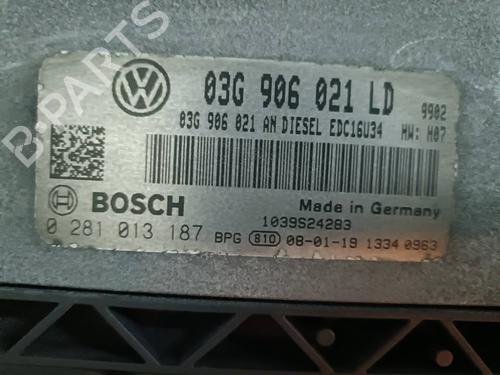 VW
03G 906 021 LD 9902
03G 906 021 AN DIESEL EDC16U34 HW: H07
BOSCH
Made in Germany
1039S24283
0 281 013 187 BPG 810 08-01-19 1334 0963
B-PARTS